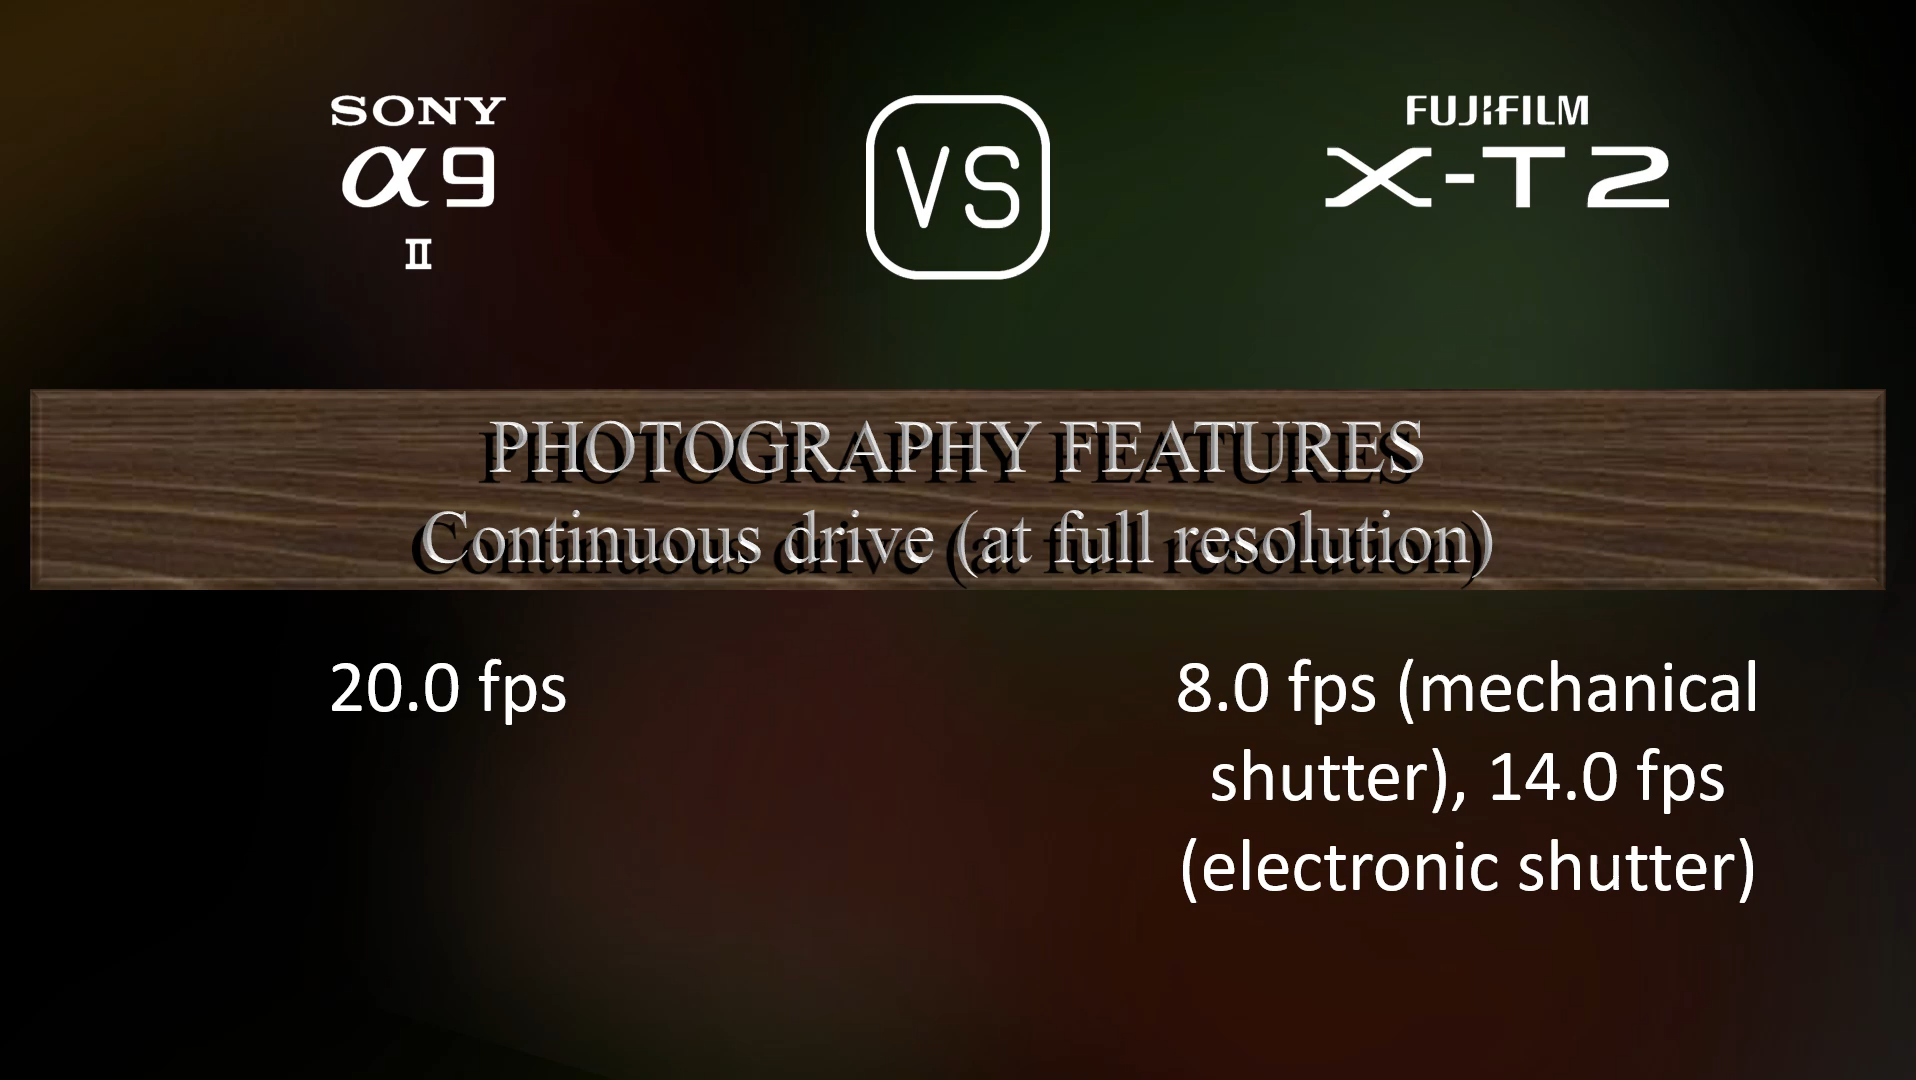 SONY
α9
II
VS
FUJIFILM
X-T2
PHOTOGRAPHY FEATURES
Continuous drive (at full resolution)
20.0 fps
8.0 fps (mechanical
shutter), 14.0 fps
(electronic shutter)